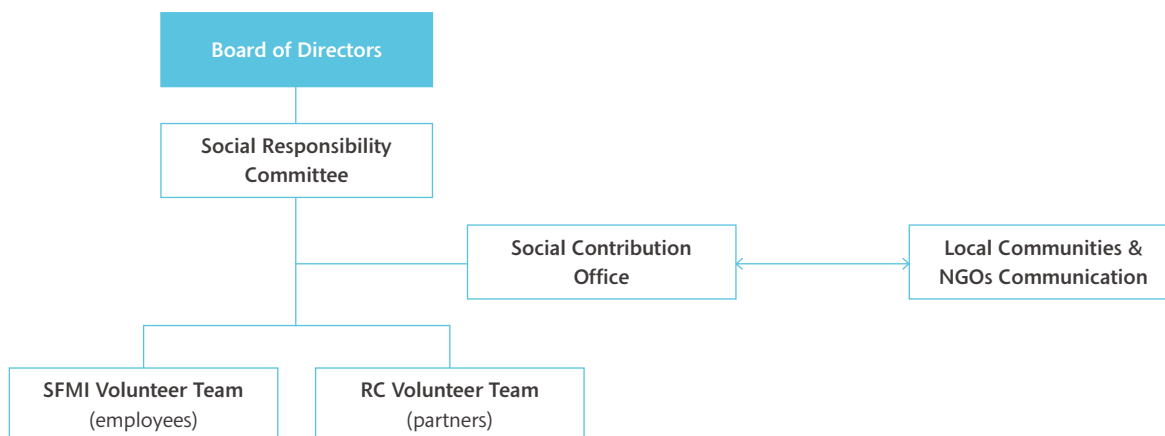 Board of Directors
Social Responsibility
Committee
Social Contribution
Office
Local Communities &
NGOs Communication
SFMI Volunteer Team
(employees)
RC Volunteer Team
(partners)